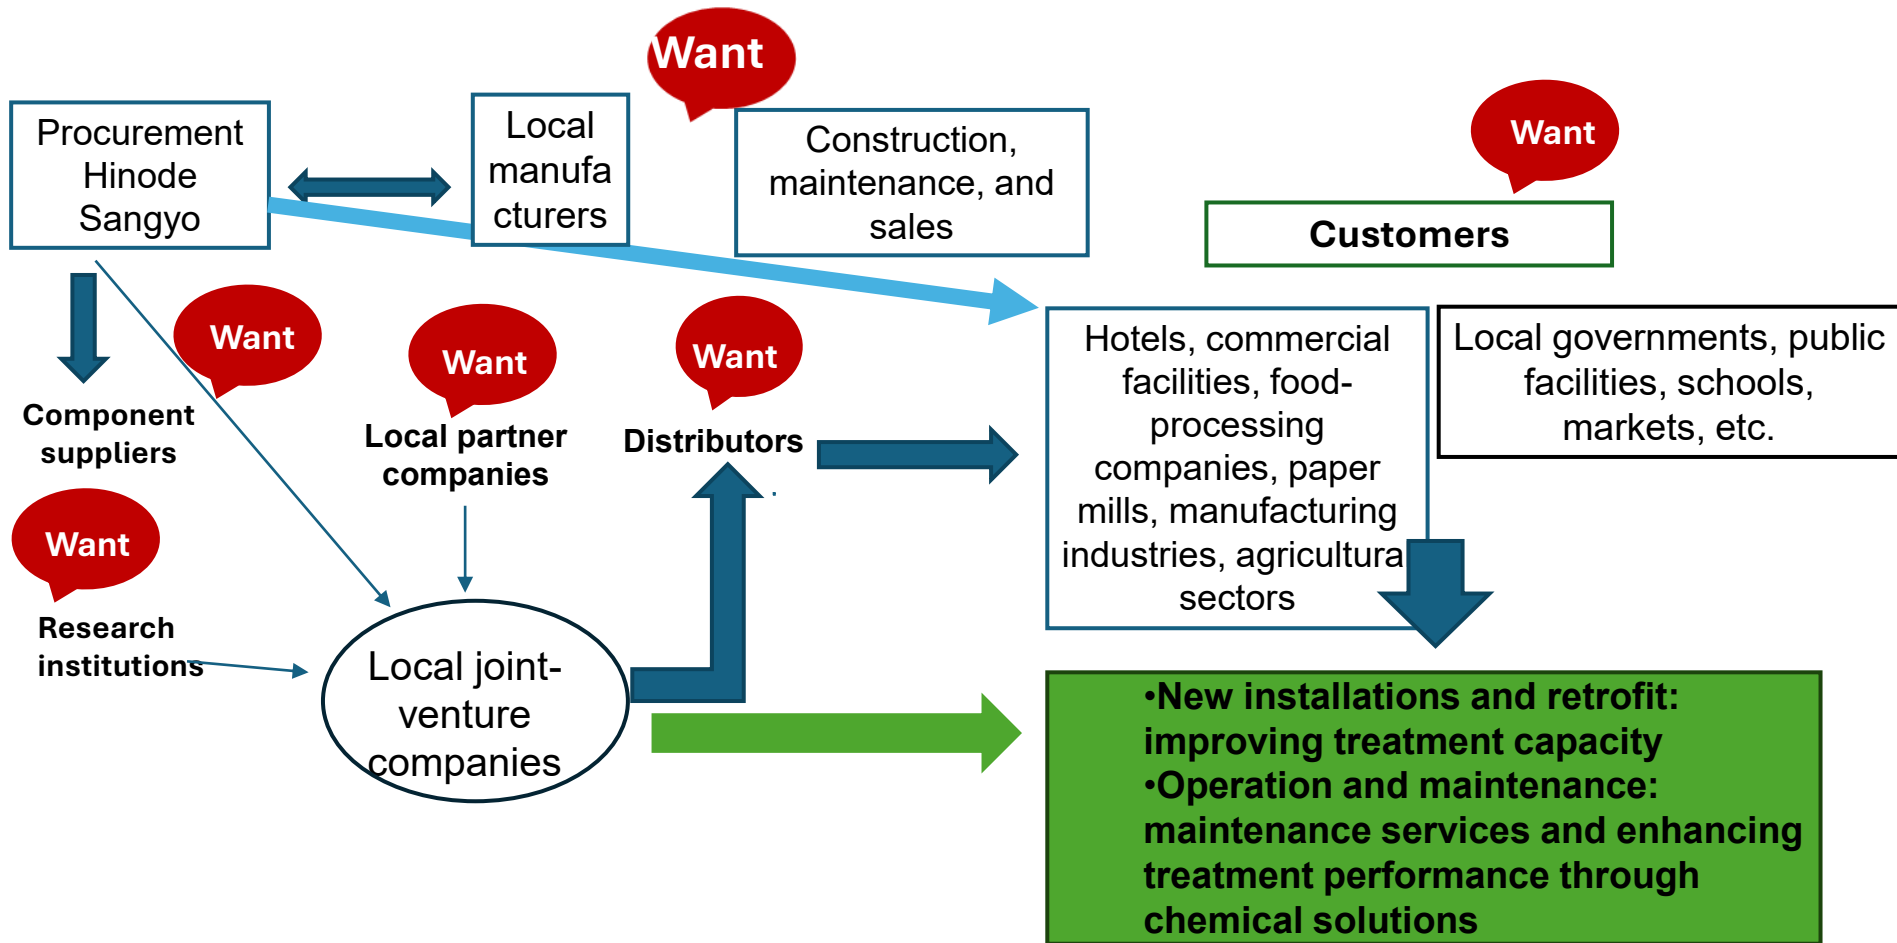 Want
Procurement
Hinode
Sangyo
Local
manufa
cturers
Construction,
maintenance, and
sales
Want
Customers
Want
Want
Want
Component
suppliers
Local partner
companies
Distributors
Hotels, commercial
facilities, food-
processing
companies, paper
mills, manufacturing
industries, agricultura
sectors
Local governments, public
facilities, schools,
markets, etc.
Want
Research
institutions
Local joint-
venture
companies
•New installations and retrofit:
improving treatment capacity
•Operation and maintenance:
maintenance services and enhancing
treatment performance through
chemical solutions